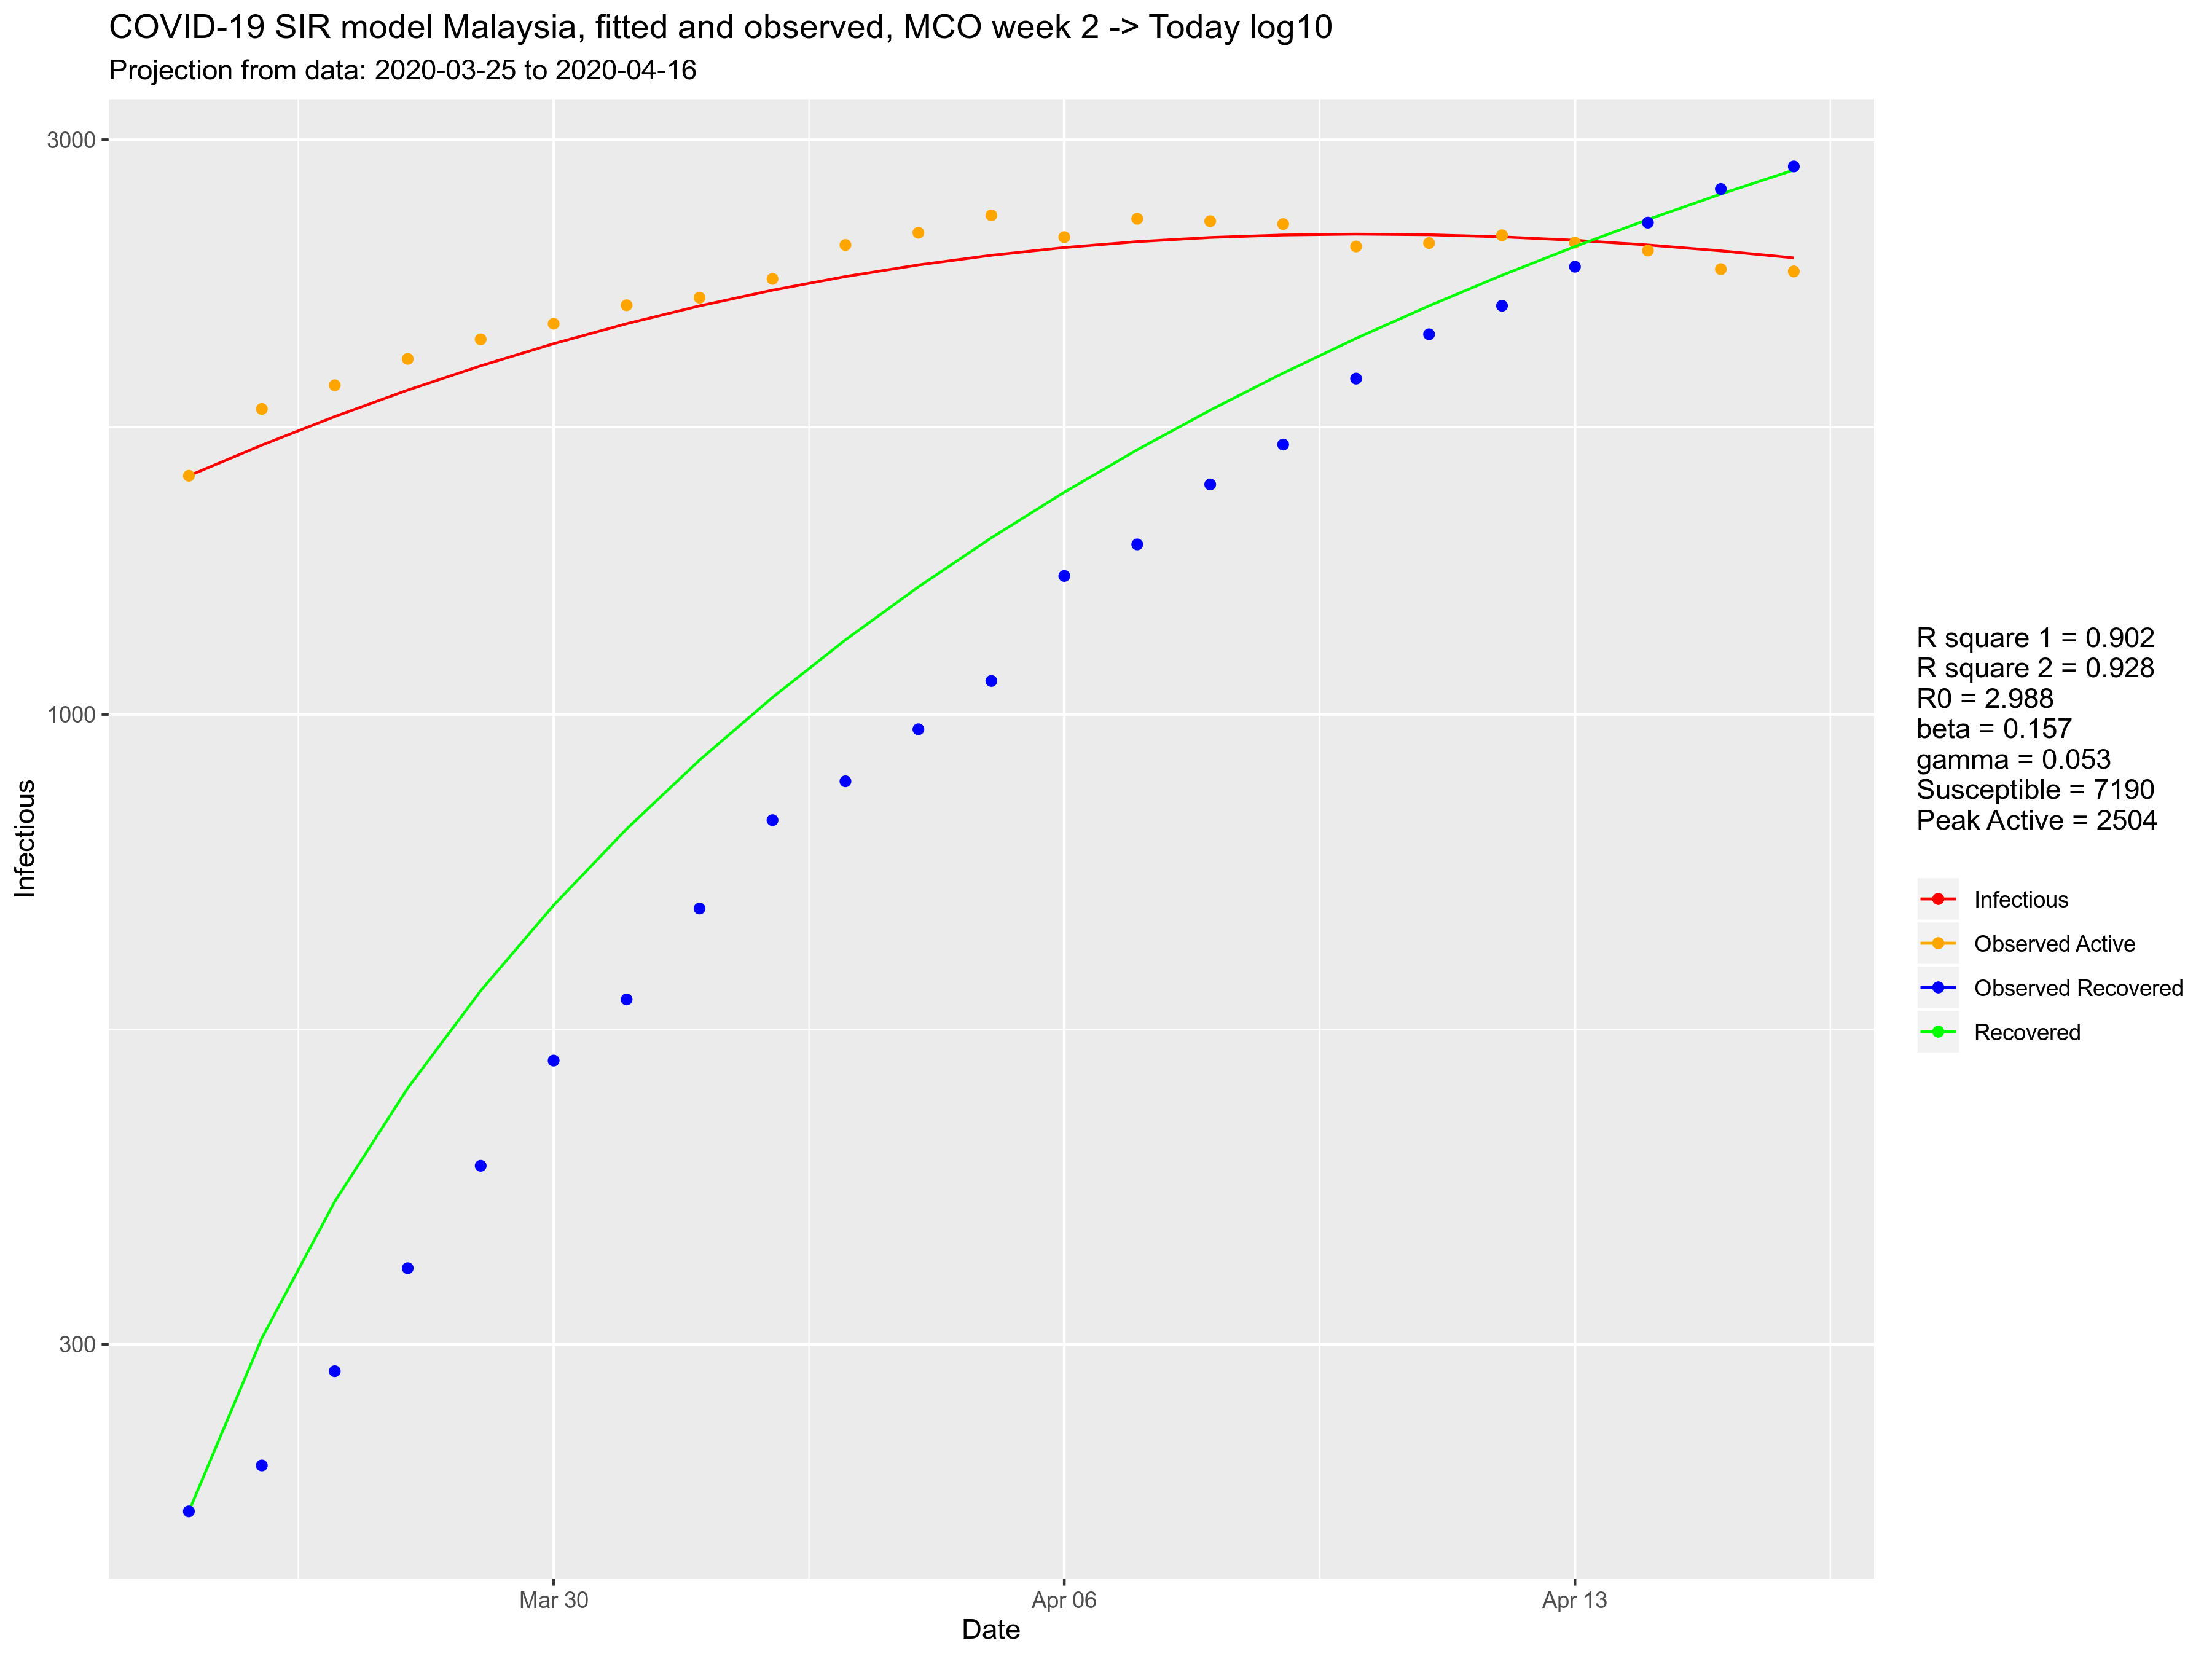 COVID-19 SIR model Malaysia, fitted and observed, MCO week 2 -> Today log10
Projection from data: 2020-03-25 to 2020-04-16
3000
1000
300
Infectious
Mar 30
Apr 06
Apr 13
Date
R square 1 = 0.902
R square 2 = 0.928
R0 = 2.988
beta = 0.157
gamma = 0.053
Susceptible = 7190
Peak Active = 2504
Infectious
Observed Active
Observed Recovered
Recovered